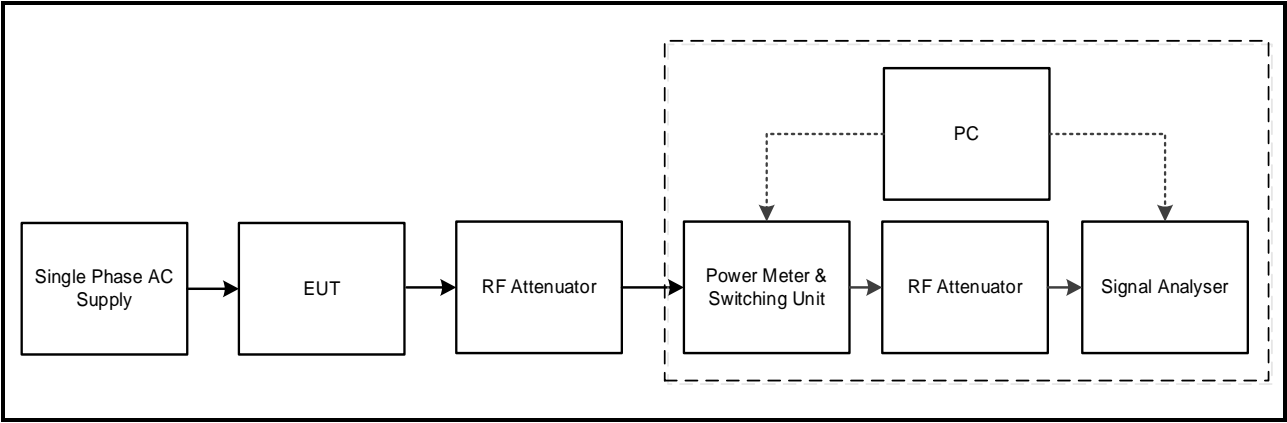 PC
Single Phase AC
Supply
EUT
RF Attenuator
Power Meter &
Switching Unit
RF Attenuator
Signal Analyser